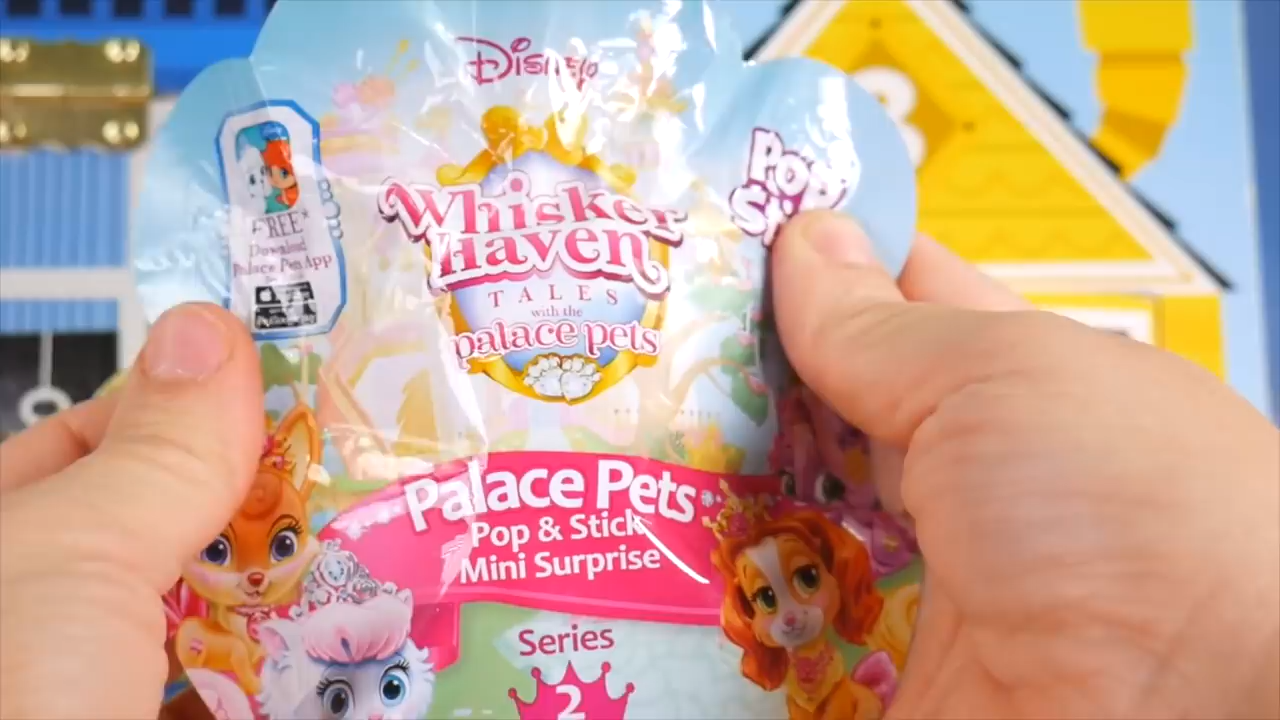 Disney
Whisker
Haven
TALES
with the
palace pets
Pop
FREE*
Download
Palace Pets App
Palace Pets
Pop & Stick
Mini Surprise
Series
2